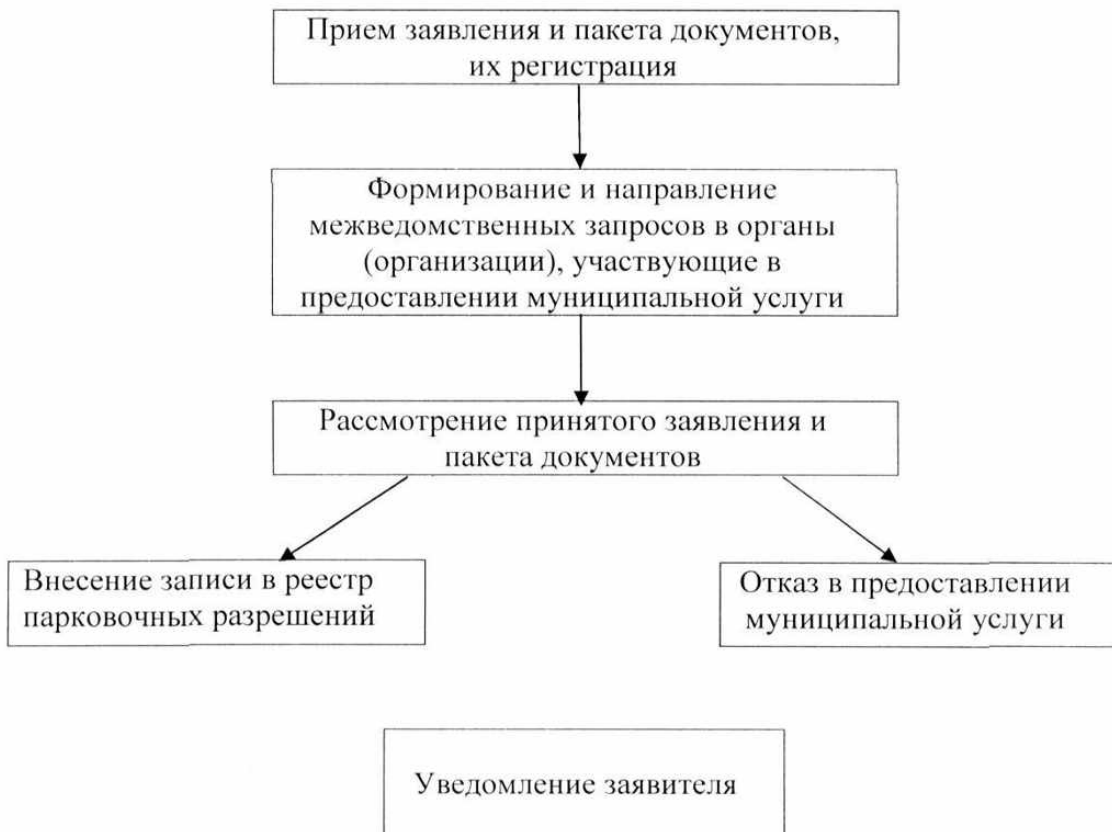 Прием заявления и пакета документов,
их регистрация
Формирование и направление
межведомственных запросов в органы
(организации), участвующие в
предоставлении муниципальной услуги
Рассмотрение принятого заявления и
пакета документов
Внесение записи в реестр
парковочных разрешений
Отказ в предоставлении
муниципальной услуги
Уведомление заявителя